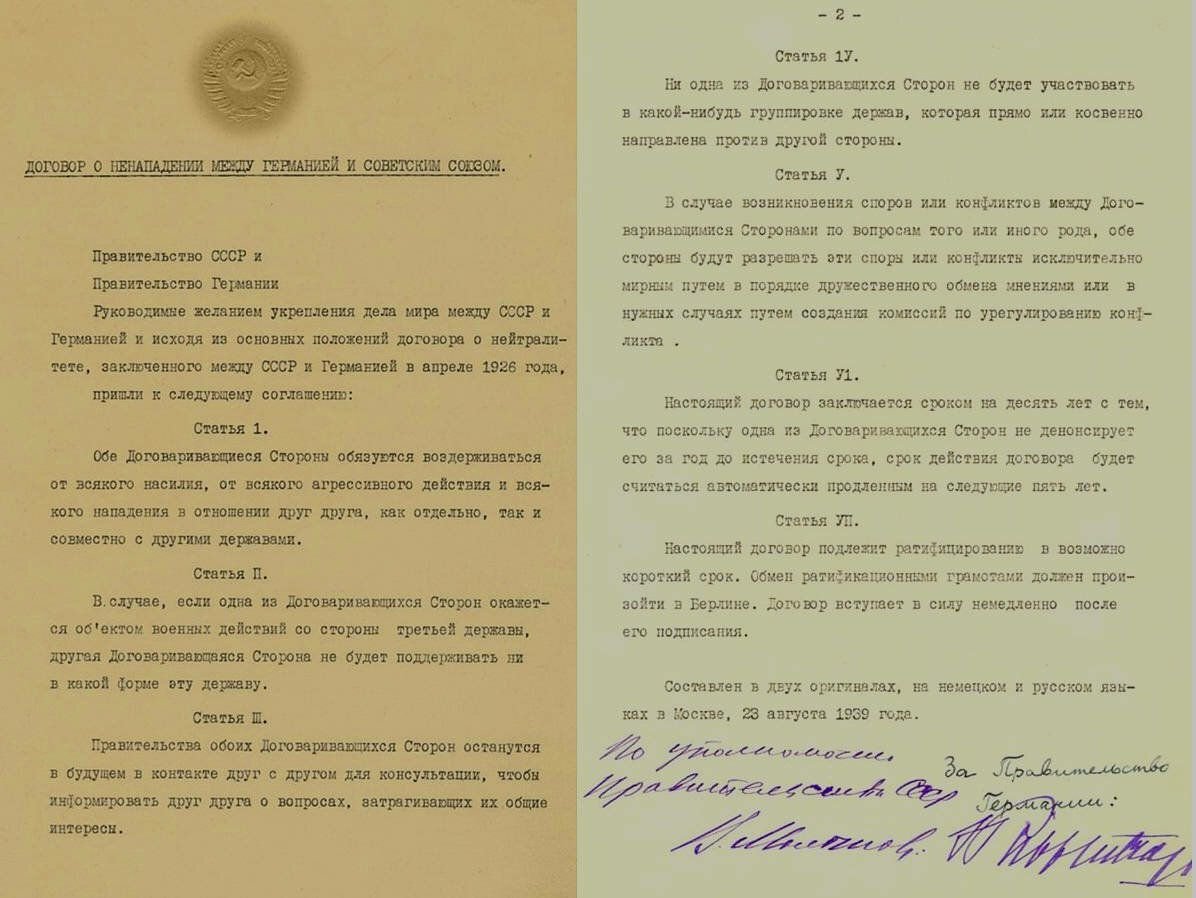 ДОГОВОР О НЕНАПАДЕНИИ МЕЖДУ ГЕРМАНИЕЙ И СОВЕТСКИМ СОЮЗОМ.
Правительство СССР и
Правительство Германии
Руководимые желанием укрепления дела мира между СССР и
Германией и исходя из основных положений договора о нейтрали-
тете, заключенного между СССР и Германией в апреле 1926 года,
пришли к следующему соглашению:
Статья 1.
Обе Договаривающиеся Стороны обязуются воздерживаться
от всякого насилия, от всякого агрессивного действия и вся-
кого нападения в отношении друг друга, как отдельно, так и
совместно с другими державами.
Статья П.
В случае, если одна из Договаривающихся Сторон окажет-
ся об'ектом военных действий со стороны третьей державы,
другая Договаривающаяся Сторона не будет поддерживать ни
в какой форме эту державу.
Статья Ш.
Правительства обоих Договаривающихся Сторон останутся
в будущем в контакте друг с другом для консультации, чтобы
информировать друг друга о вопросах, затрагивающих их общие
интересы.
- 2 -
Статья 1У.
Ни одна из Договаривающихся Сторон не будет участвовать
в какой-нибудь группировке держав, которая прямо или косвенно
направлена против другой стороны.
Статья У.
В случае возникновения споров или конфликтов между Дого-
варивающимися Сторонами по вопросам того или иного рода, обе
стороны будут разрешать эти споры или конфликты исключительно
мирным путем в порядке дружественного обмена мнениями или в
нужных случаях путем создания комиссий по урегулированию конф-
ликта .
Статья У1.
Настоящий договор заключается сроком на десять лет с тем,
что поскольку одна из Договаривающихся Сторон не денонсирует
его за год до истечения срока, срок действия договора будет
считаться автоматически продленным на следующие пять лет.
Статья УП.
Настоящий договор подлежит ратифицированию в возможно
короткий срок. Обмен ратификационными грамотами должен прои-
зойти в Берлине. Договор вступает в силу немедленно после
его подписания.
Составлен в двух оригиналах, на немецком и русском язы-
ках в Москве, 23 августа 1939 года.
По уполномочию
Правительства СССР
В. Молотов.
За Правительство
Германии: